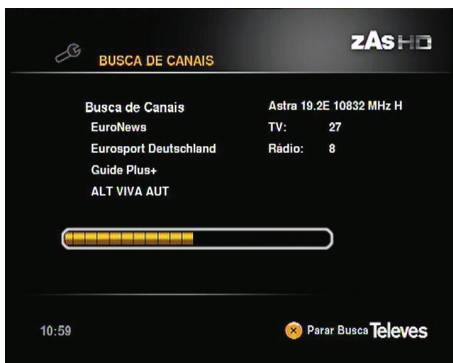 zAs HD
BUSCA DE CANAIS
Busca de Canais
Astra 19.2E 10832 MHz H
EuroNews
TV: 27
Eurosport Deutschland
Rádio: 8
Guide Plus+
ALT VIVA AUT
10:59
Parar Busca
Televes